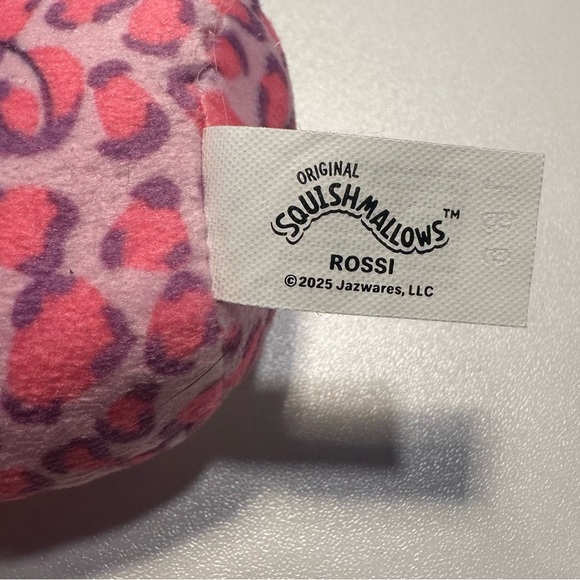 ORIGINAL
SQUISHMALLOWS™
ROSSI
©2025 Jazwares, LLC